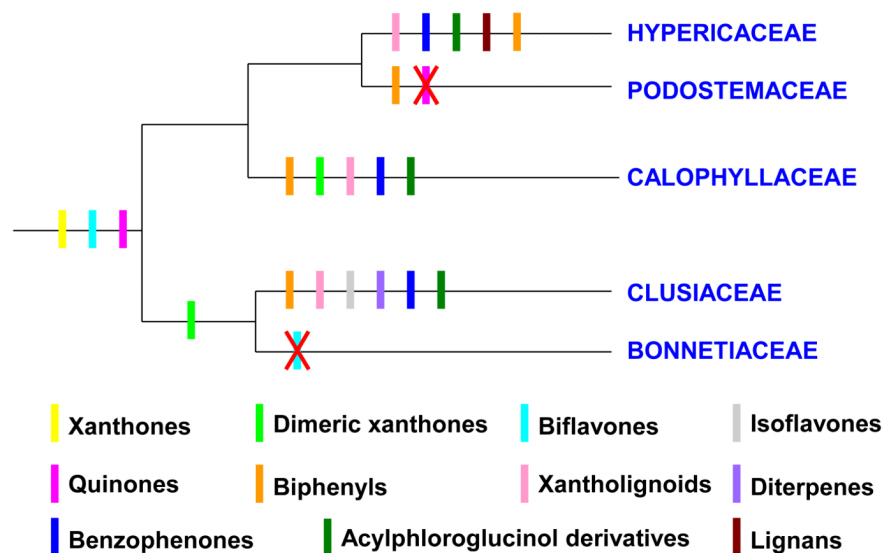 HYPERICACEAE
PODOSTEMACEAE
CALOPHYLLACEAE
CLUSIACEAE
BONNETIACEAE
Xanthones Dimeric xanthones Biflavones Isoflavones
Quinones Biphenyls Xantholignoids Diterpenes
Benzophenones Acylphloroglucinol derivatives Lignans